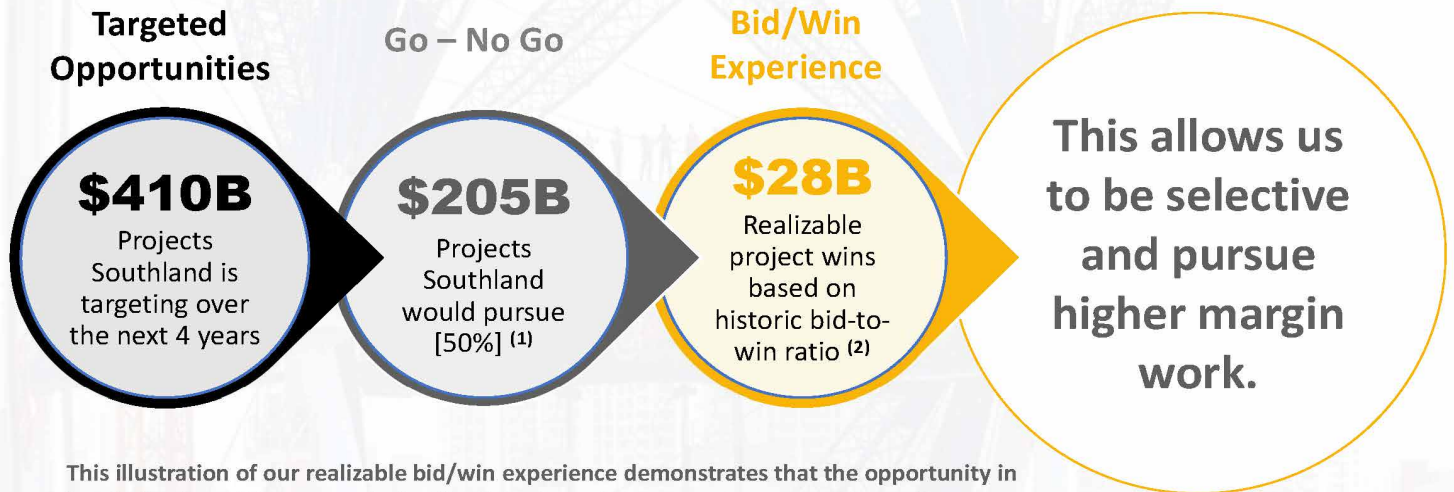 Targeted
Opportunities
$410B
Projects
Southland is
targeting over
the next 4 years
Go – No Go
$205B
Projects
Southland
would pursue
[50%] (1)
Bid/Win
Experience
$28B
Realizable
project wins
based on
historic bid-to-
win ratio (2)
This allows us
to be selective
and pursue
higher margin
work.
This illustration of our realizable bid/win experience demonstrates that the opportunity in